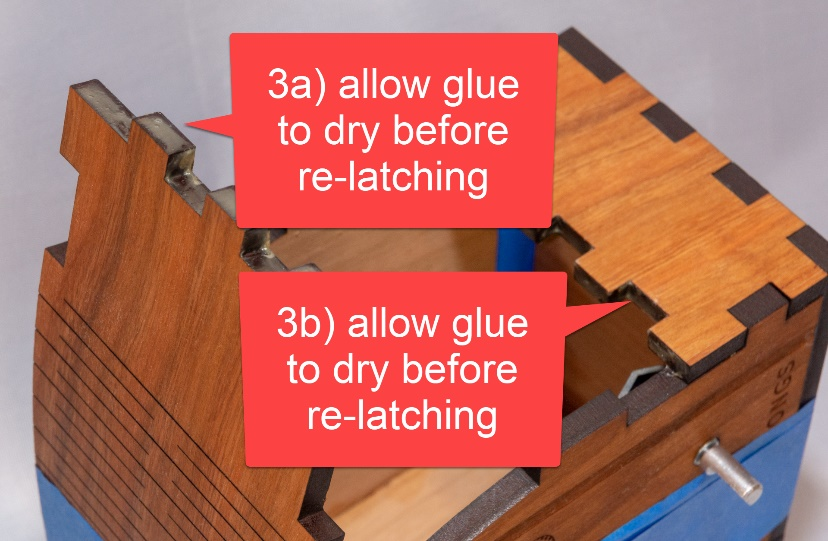 3a) allow glue
to dry before
re-latching
3b) allow glue
to dry before
re-latching